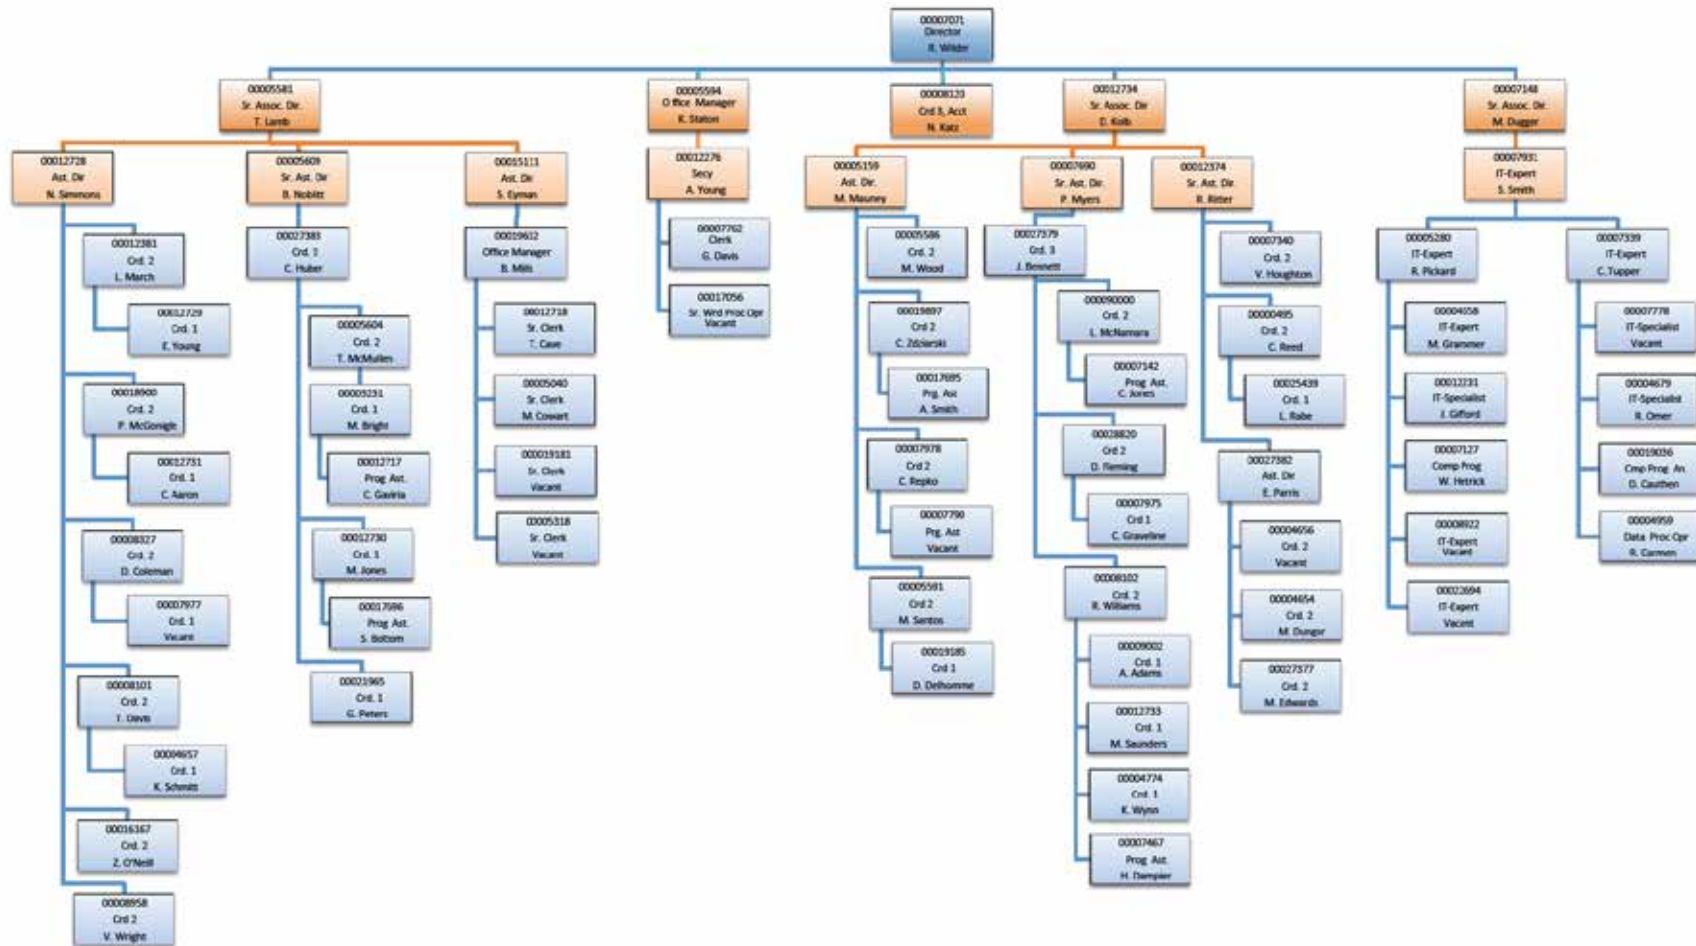 00007071
Director
R. Wilder
00005581
Sr. Assoc. Dir.
T. Lamb
00005594
Office Manager
K. Staton
00008123
Crd 3, Acct
N. Katz
00012734
Sr. Assoc. Dir
D. Kolb
00007148
Sr. Assoc. Dir.
M. Dugger
00012728
Ast. Dir
N. Simmons
00005609
Sr. Ast. Dir
B. Noblitt
00015111
Ast. Dir
S. Eyman
00012276
Secy
A. Young
00005159
Ast. Dir.
M. Mauney
00007690
Sr. Ast. Dir.
P. Myers
00012374
Sr. Ast. Dir
R. Ritter
00007931
IT-Expert
S. Smith
00012381
Crd. 2
L. March
00012729
Crd. 1
E. Young
00018900
Crd. 2
P. McGonigle
00012731
Crd. 1
C. Aaron
00008327
Crd. 2
D. Coleman
00007977
Crd. 1
Vacant
00008101
Crd. 2
T. Davis
00004657
Crd. 1
K. Schmitt
00016167
Crd. 2
Z. O'Neill
00008958
Crd 2
V. Wright
00027383
Crd. 1
C. Huber
00005604
Crd. 2
T. McMullen
00003231
Crd. 1
M. Bright
00012717
Prog Ast.
C. Gaviria
00012730
Crd. 1
M. Jones
00017696
Prog Ast.
S. Bottom
00021965
Crd. 1
G. Peters
00019612
Office Manager
B. Mills
00012718
Sr. Clerk
T. Cave
00005040
Sr. Clerk
M. Cowart
000019181
Sr. Clerk
Vacant
00005318
Sr. Clerk
Vacant
00007762
Clerk
G. Davis
00017056
Sr. Wrd Proc Opr
Vacant
00005586
Crd. 2
M. Wood
00019897
Crd 2
C. Zdziarski
00017695
Prg. Ast
A. Smith
00007978
Crd 2
C. Repko
00007790
Prg. Ast
Vacant
00005591
Crd 2
M. Santos
00019185
Crd 1
D. Delhomme
00027379
Crd. 3
J. Bennett
000090000
Crd. 2
L. McNamara
00007142
Prog Ast.
C. Jones
00028820
Crd 2
D. Fleming
00007975
Crd 1
C. Graveline
00008102
Crd. 2
R. Williams
00009002
Crd. 1
A. Adams
00012733
Crd. 1
M. Saunders
00004774
Crd. 1
K. Wynn
00007467
Prog Ast.
H. Dampier
00007340
Crd. 2
V. Houghton
00000495
Crd. 2
C. Reed
00025439
Crd. 1
L. Rabe
00027382
Ast. Dir
E. Parris
00004656
Crd. 2
Vacant
00004654
Crd. 2
M. Dungor
00027377
Crd. 2
M. Edwards
00005280
IT-Expert
R. Pickard
00004658
IT-Expert
M. Grammer
00012231
IT-Specialist
J. Gifford
00007127
Comp Prog
W. Hetrick
00008922
IT-Expert
Vacant
00022694
IT-Expert
Vacant
00007339
IT-Expert
C. Tupper
00007778
IT-Specialist
Vacant
00004679
IT-Specialist
R. Omer
00019036
Cmp Prog An
D. Cauthen
00004959
Data Proc Opr
R. Carmen